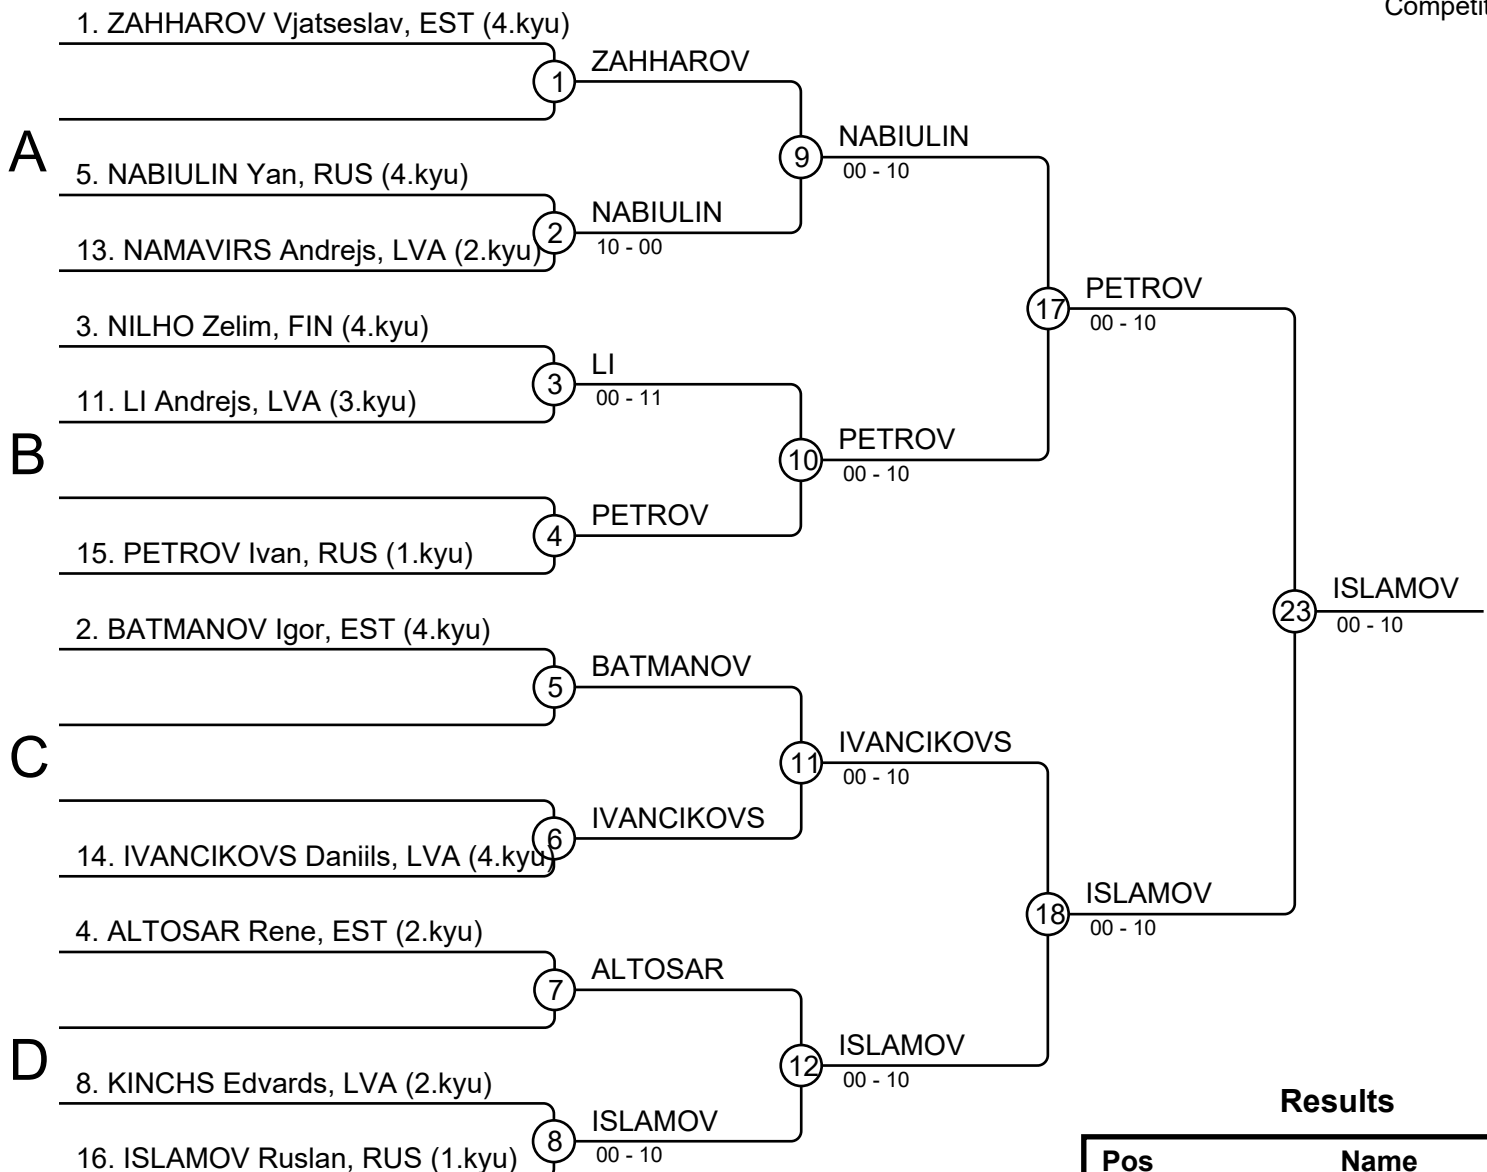 Competit
1. ZAHHAROV Vjatseslav, EST (4.kyu)
1
ZAHHAROV
A
9
NABIULIN
00 - 10
5. NABIULIN Yan, RUS (4.kyu)
2
NABIULIN
10 - 00
13. NAMAVIRS Andrejs, LVA (2.kyu)
17
PETROV
00 - 10
3. NILHO Zelim, FIN (4.kyu)
3
LI
00 - 11
11. LI Andrejs, LVA (3.kyu)
B
10
PETROV
00 - 10
4
PETROV
15. PETROV Ivan, RUS (1.kyu)
23
ISLAMOV
00 - 10
2. BATMANOV Igor, EST (4.kyu)
5
BATMANOV
C
11
IVANCIKOVS
00 - 10
6
IVANCIKOVS
14. IVANCIKOVS Daniils, LVA (4.kyu)
18
ISLAMOV
00 - 10
4. ALTOSAR Rene, EST (2.kyu)
7
ALTOSAR
D
12
ISLAMOV
00 - 10
8. KINCHS Edvards, LVA (2.kyu)
8
ISLAMOV
00 - 10
16. ISLAMOV Ruslan, RUS (1.kyu)
Results
Pos Name